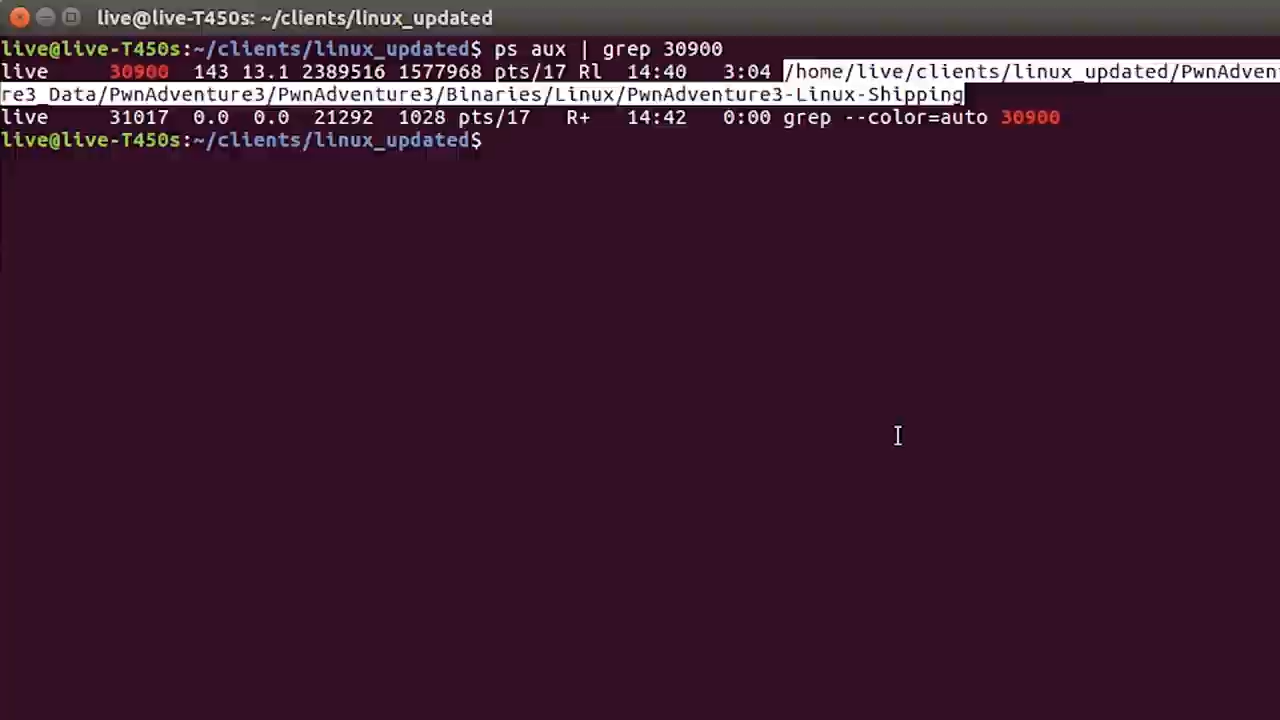 live@live-T450s: ~/clients/linux_updated
live@live-T450s:~/clients/linux_updated$ ps aux | grep 30900
live 30900 143 13.1 2389516 1577968 pts/17 Rl 14:40 3:04 /home/live/clients/linux_updated/PwnAdven
re3_Data/PwnAdventure3/PwnAdventure3/Binaries/Linux/PwnAdventure3-Linux-Shipping
live 31017 0.0 0.0 21292 1028 pts/17 R+ 14:42 0:00 grep --color=auto 30900
live@live-T450s:~/clients/linux_updated$